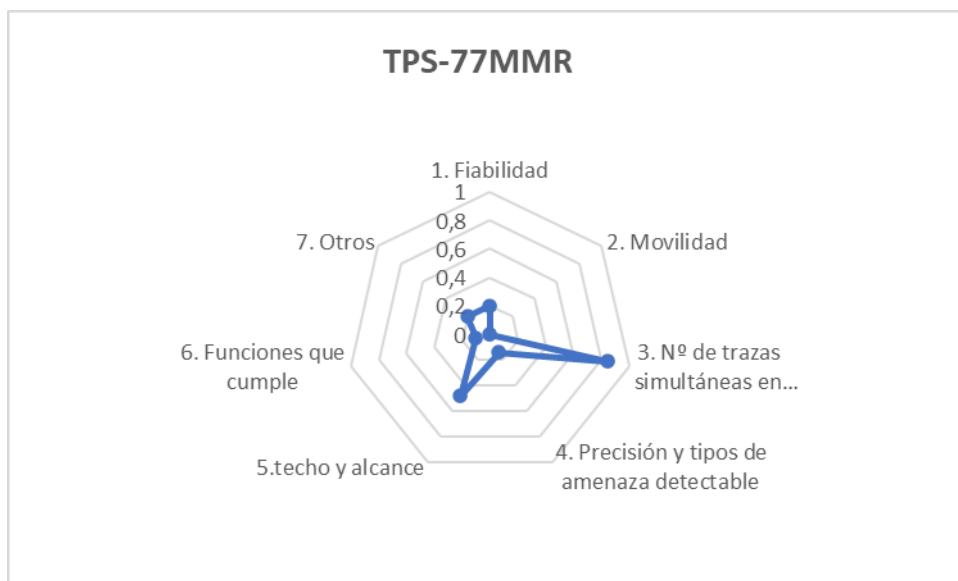 TPS-77MMR
1. Fiabilidad
1
0,8
0,6
0,4
0,2
0
2. Movilidad
3. Nº de trazas
simultáneas en...
4. Precisión y tipos de
amenaza detectable
5.techo y alcance
6. Funciones que
cumple
7. Otros